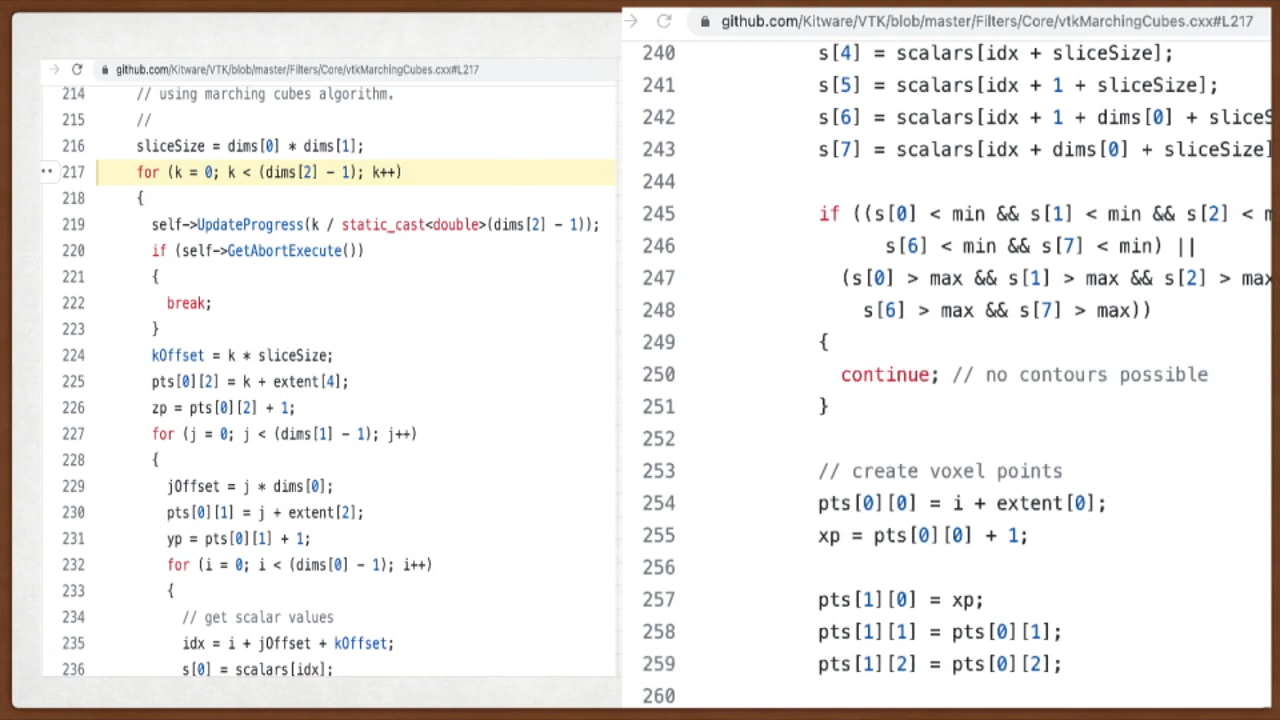 github.com/Kitware/VTK/blob/master/Filters/Core/vtkMarchingCubes.cxx#L217
214 // using marching cubes algorithm.
215 //
216 sliceSize = dims[0] * dims[1];
217 for (k = 0; k < (dims[2] - 1); k++)
218 {
219 self->UpdateProgress(k / static_cast<double>(dims[2] - 1));
220 if (self->GetAbortExecute())
221 {
222 break;
223 }
224 kOffset = k * sliceSize;
225 pts[0][2] = k + extent[4];
226 zp = pts[0][2] + 1;
227 for (j = 0; j < (dims[1] - 1); j++)
228 {
229 jOffset = j * dims[0];
230 pts[0][1] = j + extent[2];
231 yp = pts[0][1] + 1;
232 for (i = 0; i < (dims[0] - 1); i++)
233 {
234 // get scalar values
235 idx = i + jOffset + kOffset;
236 s[0] = scalars[idx];
github.com/Kitware/VTK/blob/master/Filters/Core/vtkMarchingCubes.cxx#L217
240 s[4] = scalars[idx + sliceSize];
241 s[5] = scalars[idx + 1 + sliceSize];
242 s[6] = scalars[idx + 1 + dims[0] + slice
243 s[7] = scalars[idx + dims[0] + sliceSize]
244
245 if ((s[0] < min && s[1] < min && s[2] < m
246 s[6] < min && s[7] < min) ||
247 (s[0] > max && s[1] > max && s[2] > max
248 s[6] > max && s[7] > max))
249 {
250 continue; // no contours possible
251 }
252
253 // create voxel points
254 pts[0][0] = i + extent[0];
255 xp = pts[0][0] + 1;
256
257 pts[1][0] = xp;
258 pts[1][1] = pts[0][1];
259 pts[1][2] = pts[0][2];
260